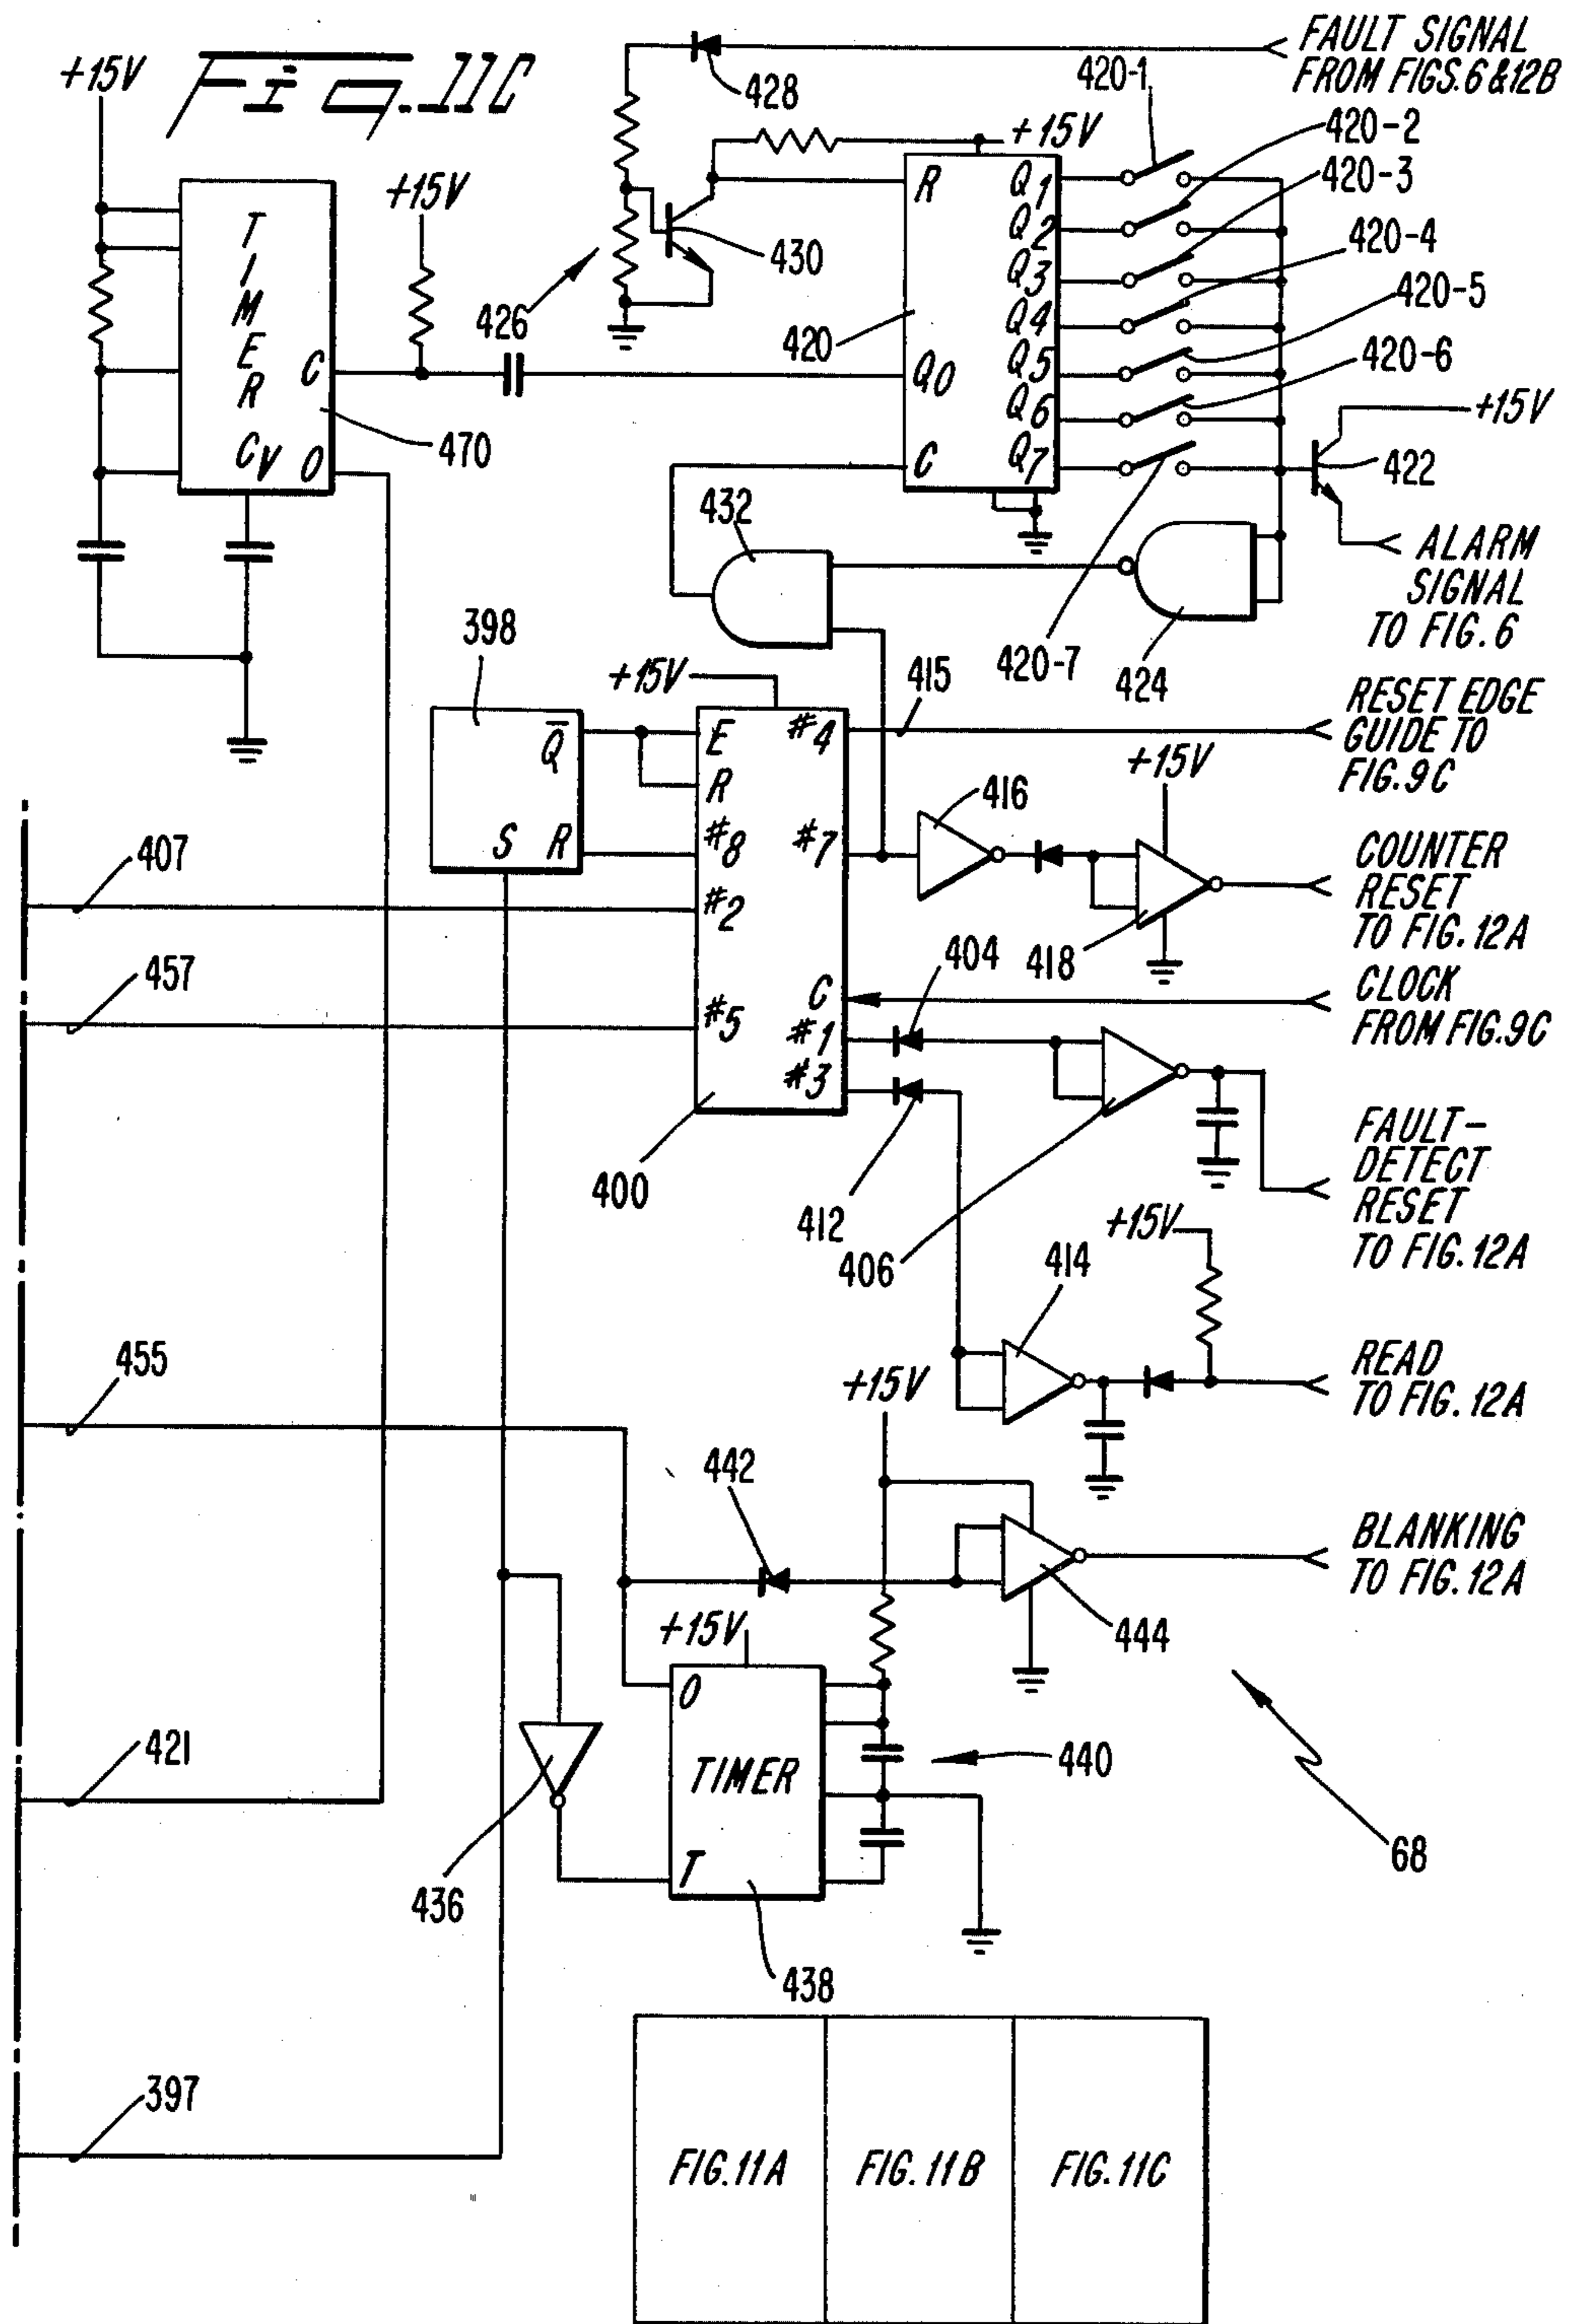 Fig. 11C
+15V
FAULT SIGNAL
FROM FIGS. 6 & 12B
428
420-1
+15V
420-2
420-3
420-4
420-5
420-6
+15V
TIMER
C
CV O
470
+15V
426
430
420
R
Q0
C
Q1
Q2
Q3
Q4
Q5
Q6
Q7
+15V
422
ALARM
SIGNAL
TO FIG. 6
432
420-7
424
398
Q̅
S R
+15V
415
RESET EDGE
GUIDE TO
FIG. 9C
E
R
#8
#2
#5
#4
#7
C
#1
#3
400
416
+15V
418
COUNTER
RESET
TO FIG. 12A
407
457
404
CLOCK
FROM FIG. 9C
412
406
FAULT-
DETECT
RESET
TO FIG. 12A
414
+15V
READ
TO FIG. 12A
455
442
+15V
BLANKING
TO FIG. 12A
444
+15V
O
TIMER
T
440
421
436
438
68
397
FIG. 11A
FIG. 11B
FIG. 11C